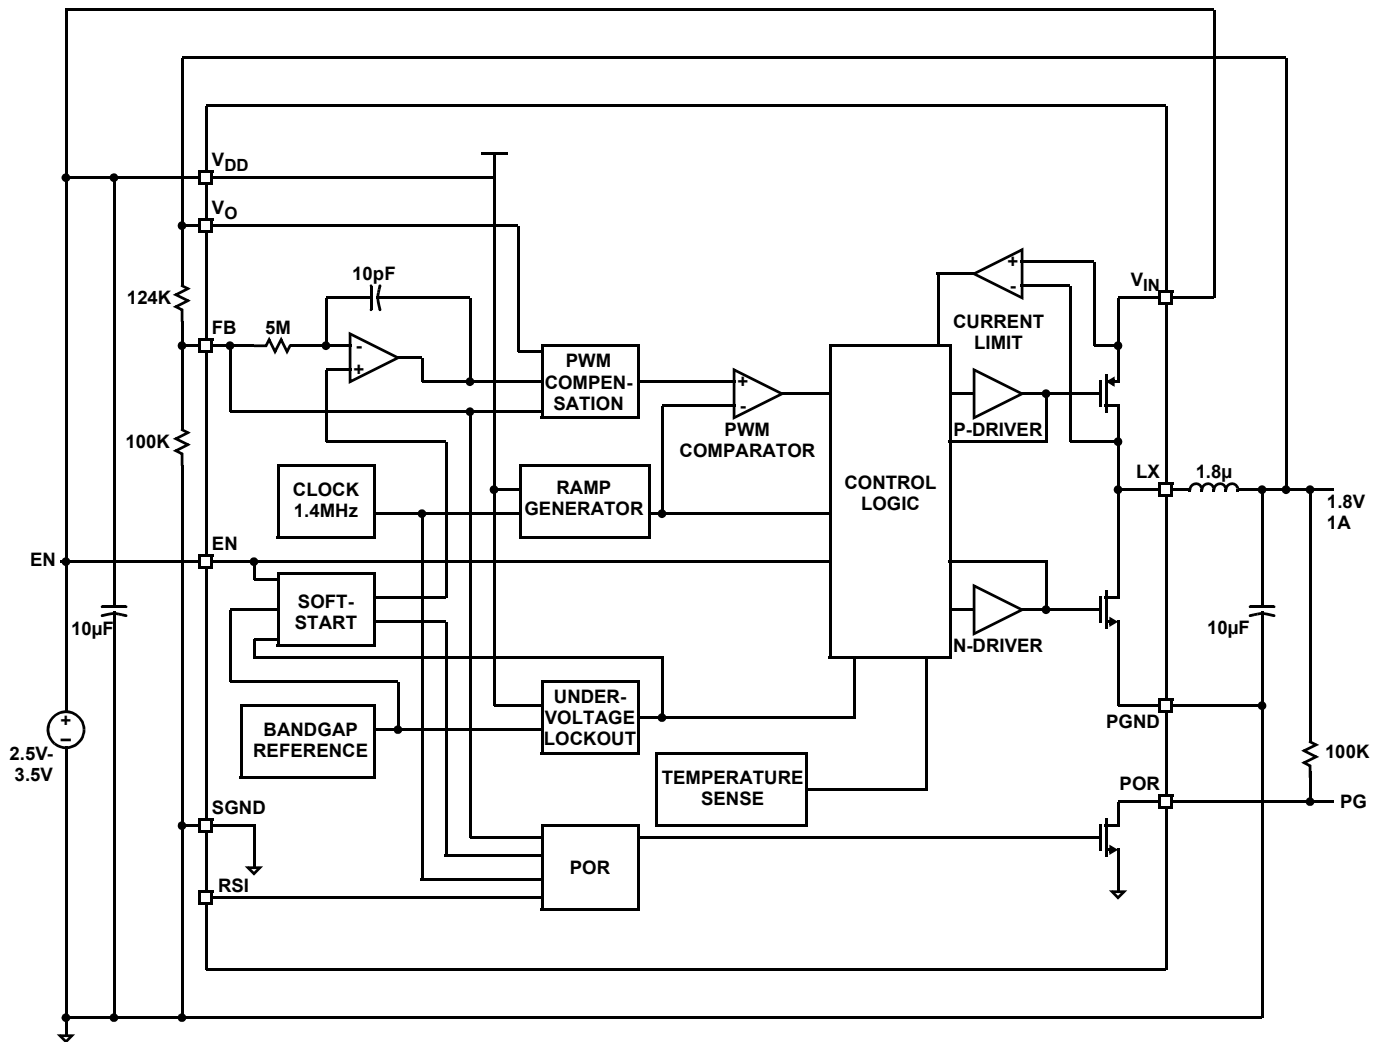 VDD
VO
10pF
124K
FB
5M
-
+
PWM
COMPEN-
SATION
+
-
PWM
COMPARATOR
+
-
CURRENT
LIMIT
VIN
P-DRIVER
100K
CLOCK
1.4MHz
RAMP
GENERATOR
CONTROL
LOGIC
LX
1.8µ
1.8V
1A
EN
EN
SOFT-
START
10µF
N-DRIVER
10µF
UNDER-
VOLTAGE
LOCKOUT
BANDGAP
REFERENCE
PGND
+
-
2.5V-
3.5V
100K
TEMPERATURE
SENSE
POR
PG
SGND
POR
RSI